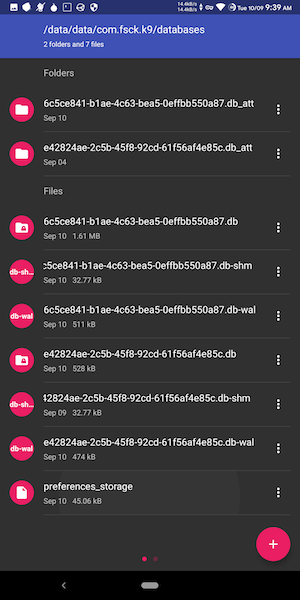 14.4kB/s
14.4kB/s
Tue 10/09 9:39 AM
/data/data/com.fsck.k9/databases
2 folders and 7 files
Folders
6c5ce841-b1ae-4c63-bea5-0effbb550a87.db_att
Sep 10
e42824ae-2c5b-45f8-92cd-61f56af4e85c.db_att
Sep 04
Files
6c5ce841-b1ae-4c63-bea5-0effbb550a87.db
Sep 10 1.61 MB
db-sh...
c5ce841-b1ae-4c63-bea5-0effbb550a87.db-shm
Sep 10 32.77 kB
db-wal
6c5ce841-b1ae-4c63-bea5-0effbb550a87.db-wal
Sep 10 511 kB
e42824ae-2c5b-45f8-92cd-61f56af4e85c.db
Sep 10 528 kB
db-sh...
42824ae-2c5b-45f8-92cd-61f56af4e85c.db-shm
Sep 09 32.77 kB
db-wal
e42824ae-2c5b-45f8-92cd-61f56af4e85c.db-wal
Sep 10 474 kB
preferences_storage
Sep 10 45.06 kB